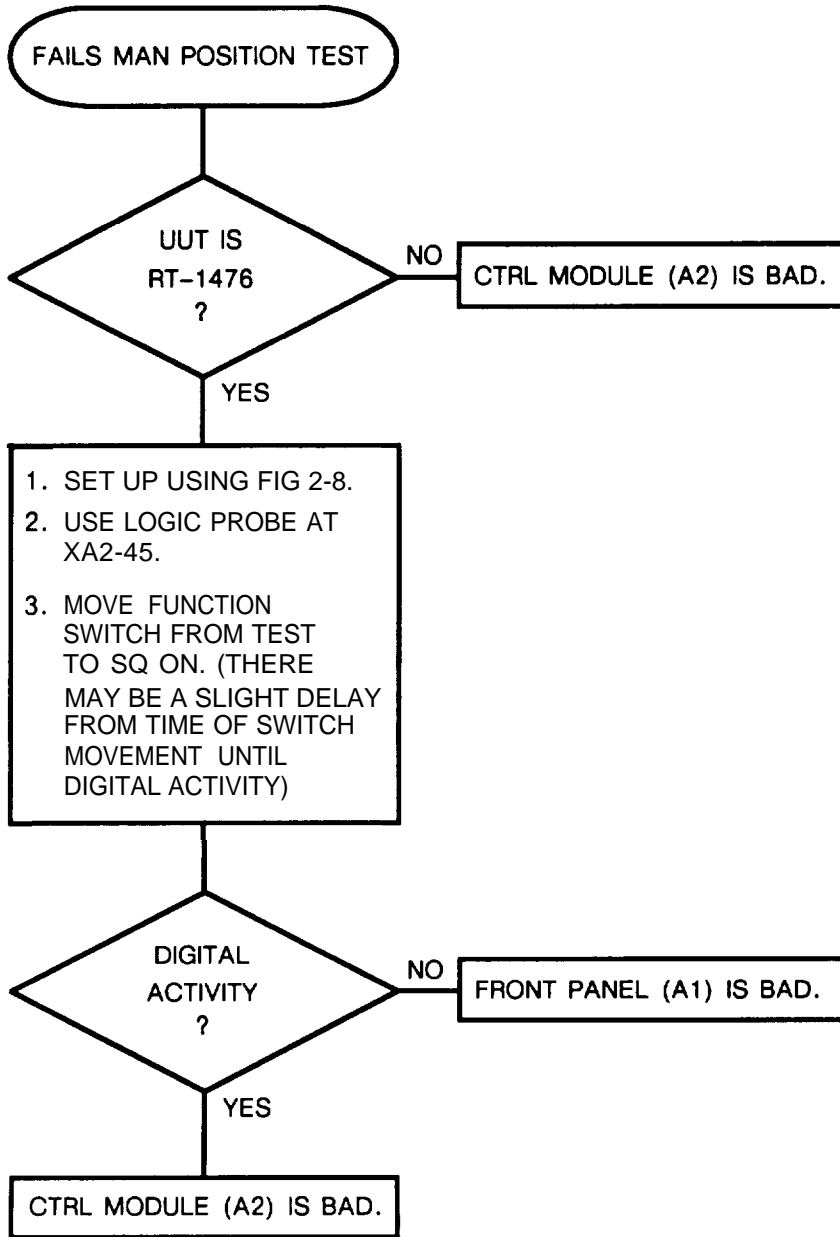 FAILS MAN POSITION TEST
UUT IS
RT-1476
?
NO
CTRL MODULE (A2) IS BAD.
YES
1. SET UP USING FIG 2-8.
2. USE LOGIC PROBE AT
XA2-45.
3. MOVE FUNCTION
SWITCH FROM TEST
TO SQ ON. (THERE
MAY BE A SLIGHT DELAY
FROM TIME OF SWITCH
MOVEMENT UNTIL
DIGITAL ACTIVITY)
DIGITAL
ACTIVITY
?
NO
FRONT PANEL (A1) IS BAD.
YES
CTRL MODULE (A2) IS BAD.